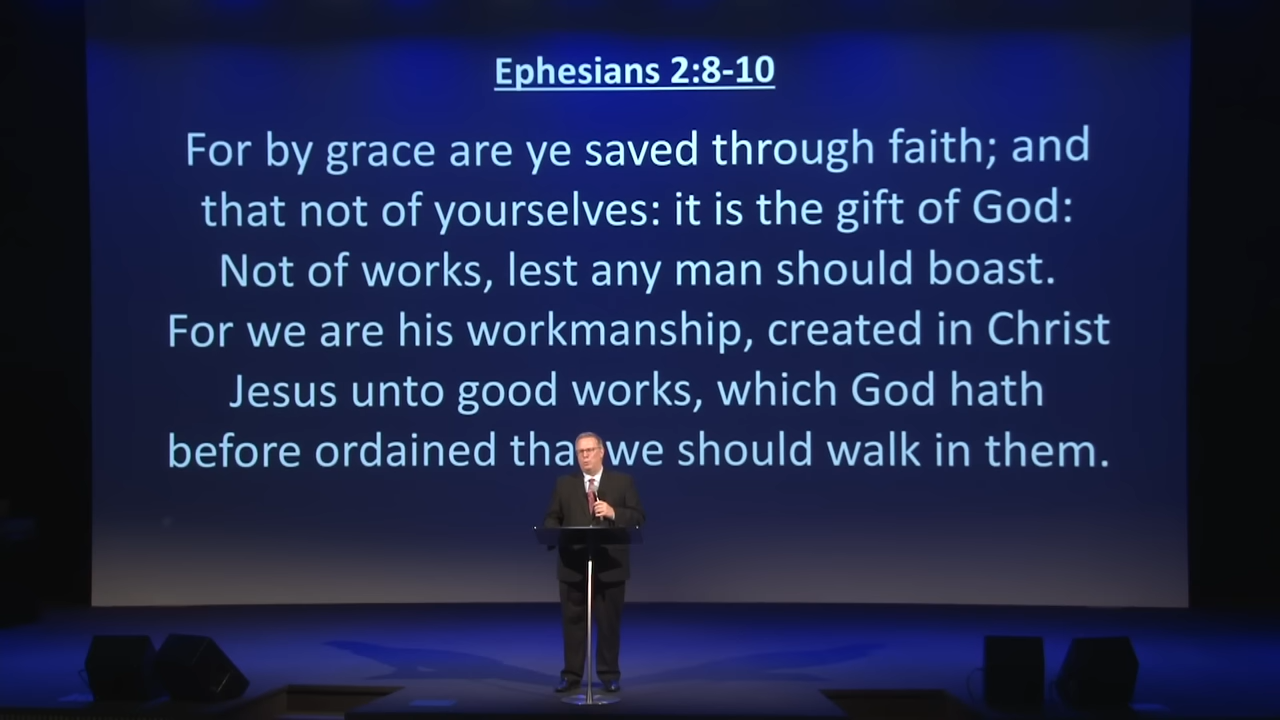 Ephesians 2:8-10
For by grace are ye saved through faith; and
that not of yourselves: it is the gift of God:
Not of works, lest any man should boast.
For we are his workmanship, created in Christ
Jesus unto good works, which God hath
before ordained that we should walk in them.